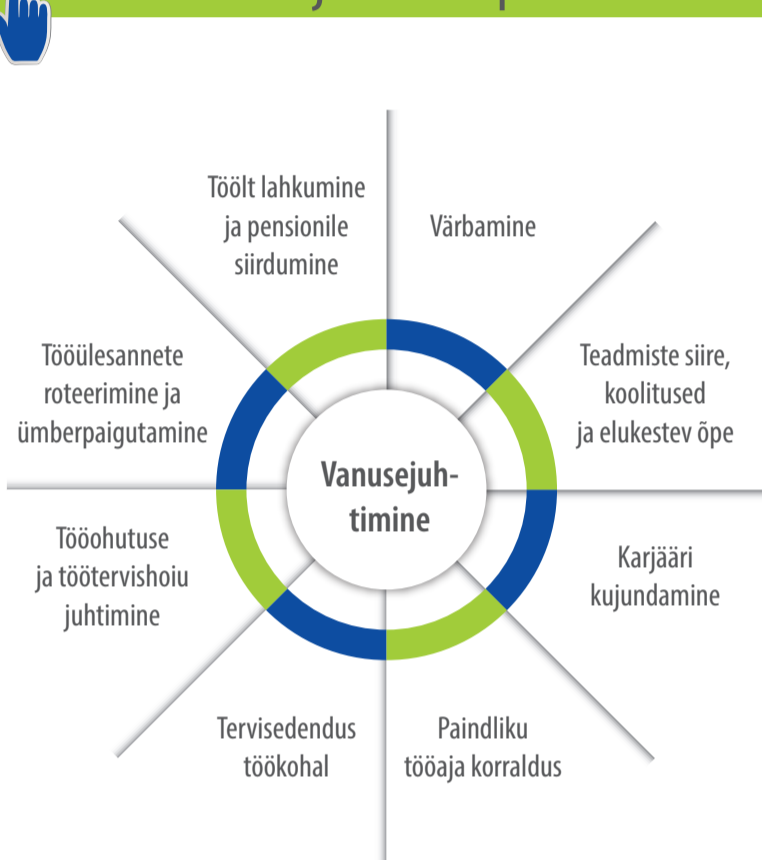 Töölt lahkumine
ja pensionile
siirdumine
Värbamine
Teadmiste siire,
koolitused
ja elukestev õpe
Karjääri
kujundamine
Paindliku
tööaja korraldus
Tervisedendus
töökohal
Tööohutuse
ja töötervishoiu
juhtimine
Tööülesannete
roteerimine ja
ümberpaigutamine
Vanusejuh-
timine